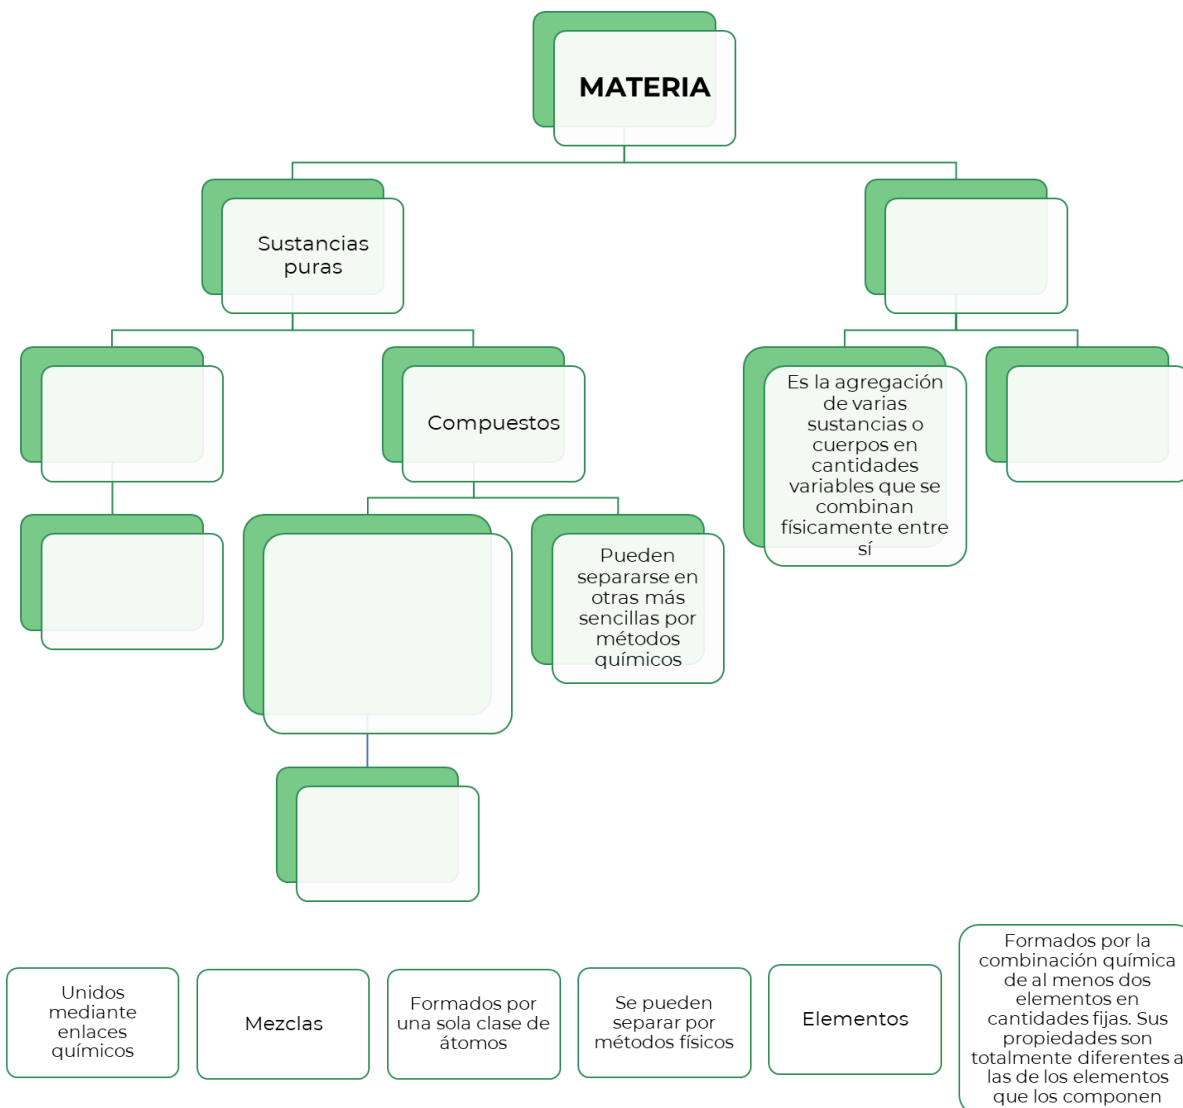 MATERIA
Sustancias
puras
Compuestos
Es la agregación
de varias
sustancias o
cuerpos en
cantidades
variables que se
combinan
físicamente entre
sí
Pueden
separarse en
otras más
sencillas por
métodos
químicos
Unidos
mediante
enlaces
químicos
Mezclas
Formados por
una sola clase de
átomos
Se pueden
separar por
métodos físicos
Elementos
Formados por la
combinación química
de al menos dos
elementos en
cantidades fijas. Sus
propiedades son
totalmente diferentes a
las de los elementos
que los componen